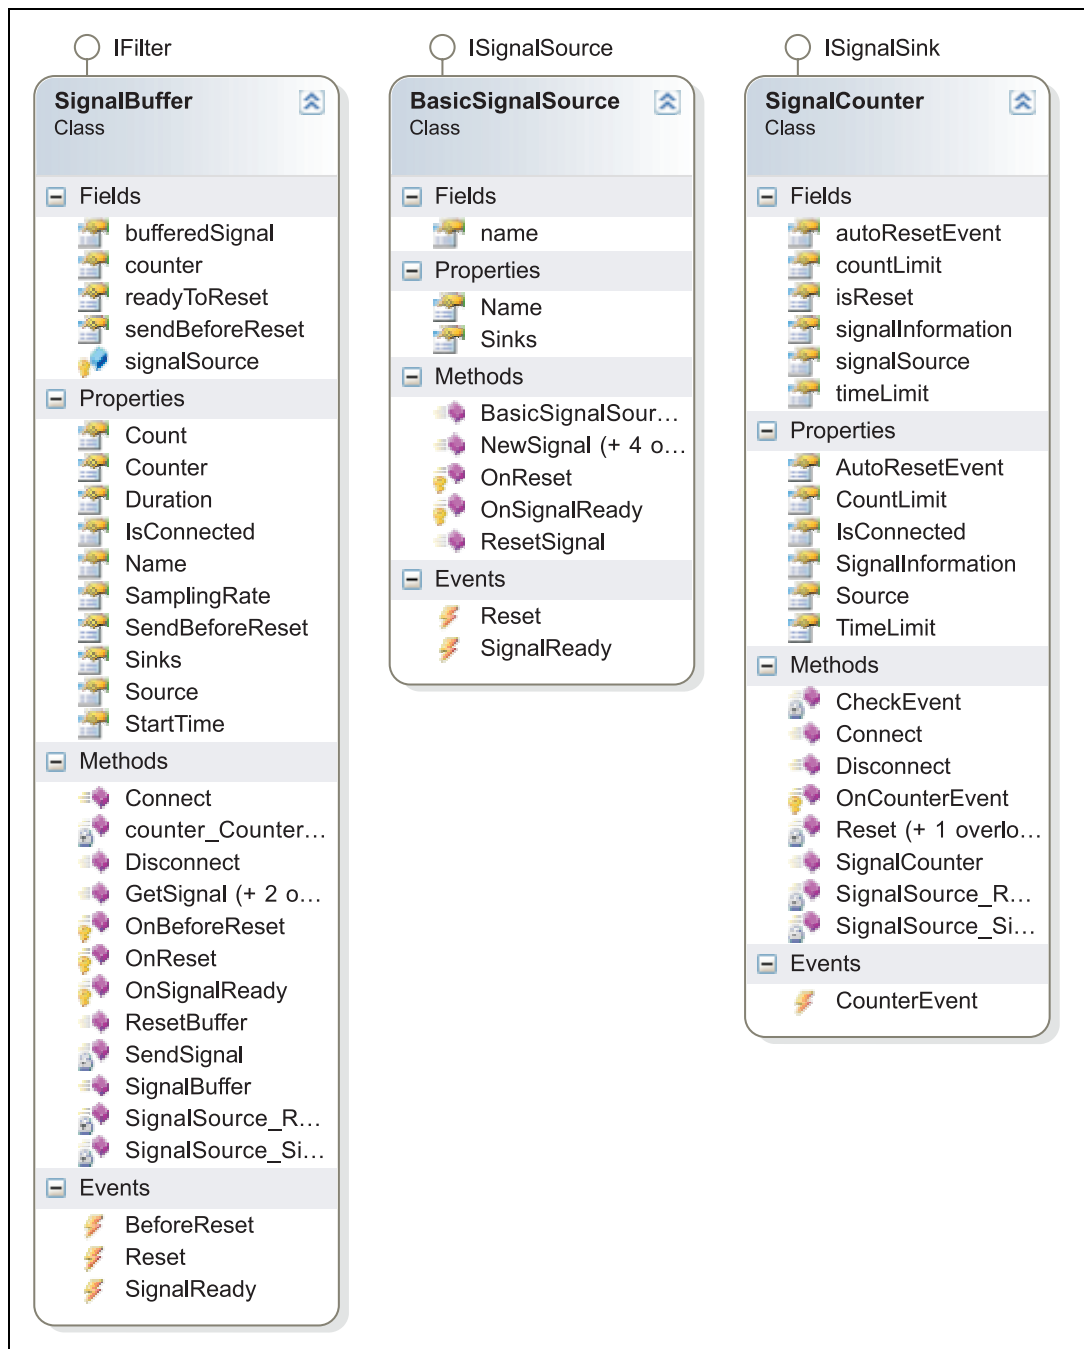 IFilter
SignalBuffer
Class
Fields
bufferedSignal
counter
readyToReset
sendBeforeReset
signalSource
Properties
Count
Counter
Duration
IsConnected
Name
SamplingRate
SendBeforeReset
Sinks
Source
StartTime
Methods
Connect
counter_Counter...
Disconnect
GetSignal (+ 2 o...
OnBeforeReset
OnReset
OnSignalReady
ResetBuffer
SendSignal
SignalBuffer
SignalSource_R...
SignalSource_Si...
Events
BeforeReset
Reset
SignalReady
ISignalSource
BasicSignalSource
Class
Fields
name
Properties
Name
Sinks
Methods
BasicSignalSour...
NewSignal (+ 4 o...
OnReset
OnSignalReady
ResetSignal
Events
Reset
SignalReady
ISignalSink
SignalCounter
Class
Fields
autoResetEvent
countLimit
isReset
signalInformation
signalSource
timeLimit
Properties
AutoResetEvent
CountLimit
IsConnected
SignalInformation
Source
TimeLimit
Methods
CheckEvent
Connect
Disconnect
OnCounterEvent
Reset (+ 1 overlo...
SignalCounter
SignalSource_R...
SignalSource_Si...
Events
CounterEvent